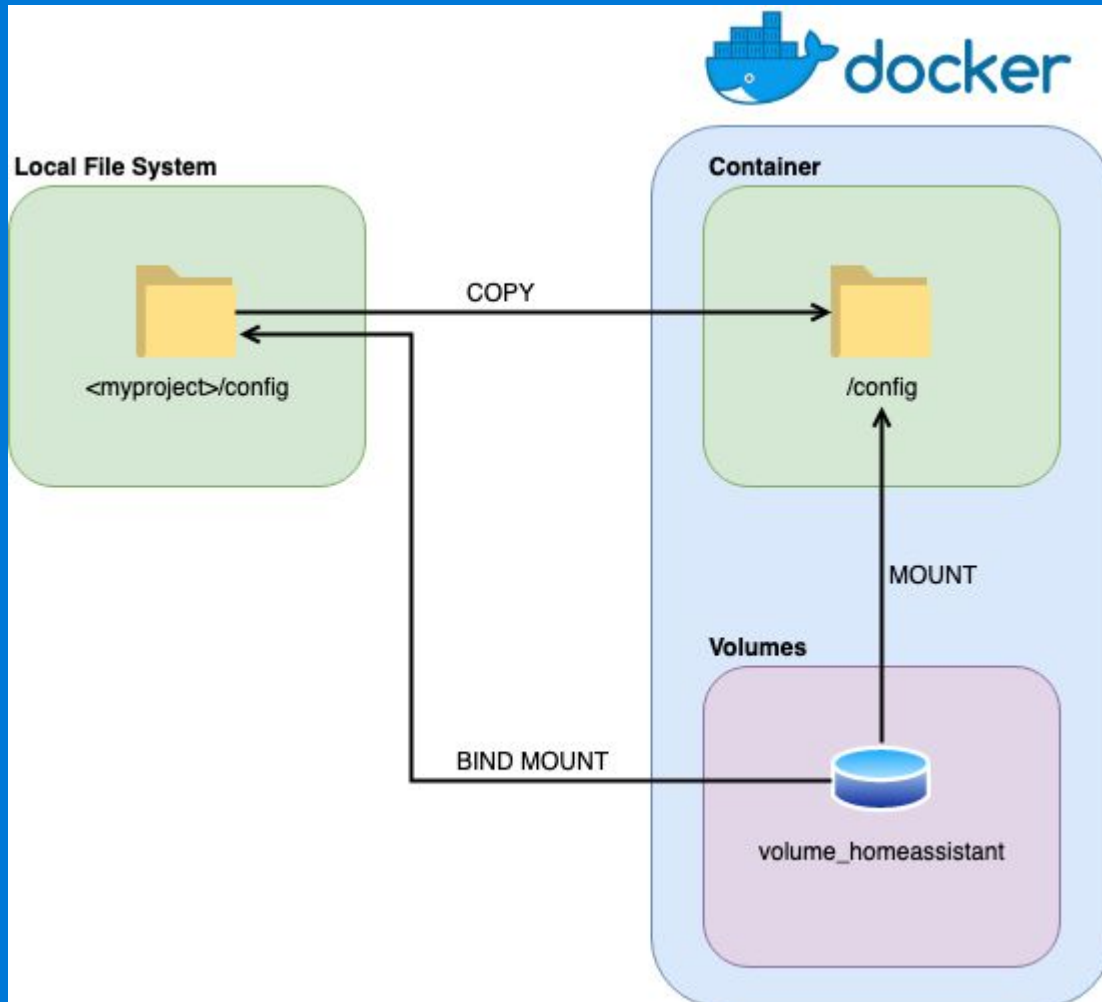 docker
Local File System
Container
COPY
<myproject>/config
/config
MOUNT
Volumes
BIND MOUNT
volume_homeassistant